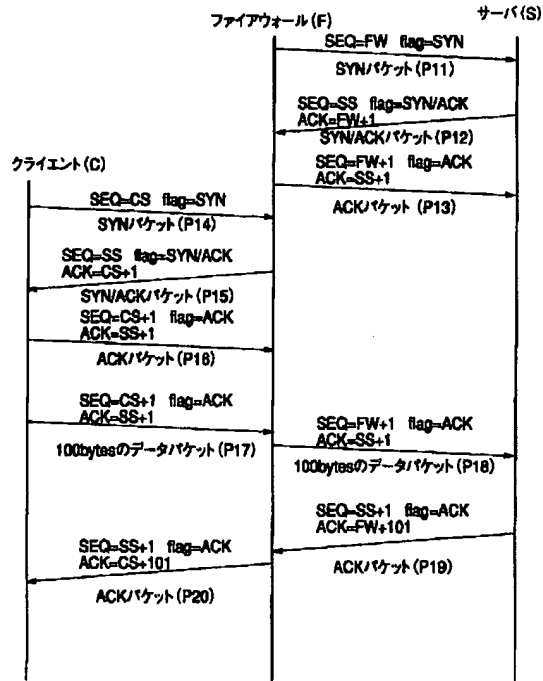 ファイアウォール(F)
サーバ(S)
SEQ=FW flag=SYN
SYNパケット(P11)
SEQ=SS flag=SYN/ACK
ACK=FW+1
SYN/ACKパケット(P12)
クライエント(C)
SEQ=FW+1 flag=ACK
ACK=SS+1
ACKパケット(P13)
SEQ=CS flag=SYN
SYNパケット(P14)
SEQ=SS flag=SYN/ACK
ACK=CS+1
SYN/ACKパケット(P15)
SEQ=CS+1 flag=ACK
ACK=SS+1
ACKパケット(P16)
SEQ=CS+1 flag=ACK
ACK=SS+1
100bytesのデータパケット(P17)
SEQ=FW+1 flag=ACK
ACK=SS+1
100bytesのデータパケット(P18)
SEQ=SS+1 flag=ACK
ACK=FW+101
ACKパケット(P19)
SEQ=SS+1 flag=ACK
ACK=CS+101
ACKパケット(P20)